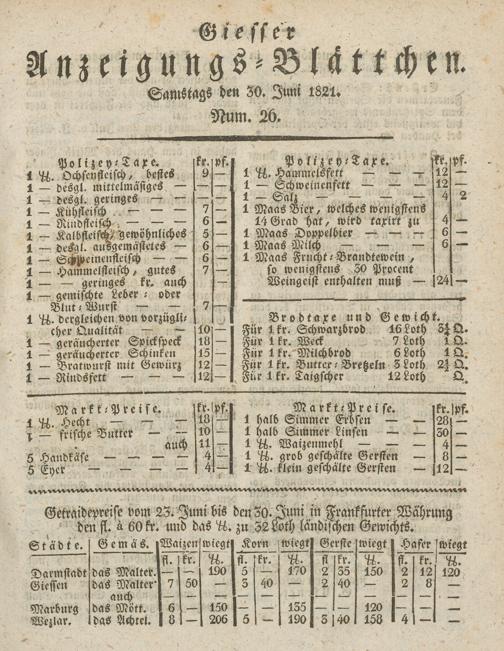 Giesser
Anzeigungs-Blättchen.
Samstags den 30. Juni 1821.
Num. 26.
Polizey-Taxe. kr. pf.
1 ℔. Ochsenfleisch, bestes 9 —
1 — desgl. mittelmäsiges — — —
1 — desgl. geringes — — —
1 — Kühfleisch — — 7 —
1 — Rindfleisch — — 6 —
1 — Kalbfleisch, gewöhnliches 5 —
1 — desgl. ausgemästetes — 6 —
1 — Schweinenfleisch — — 6 —
1 — Hammelfleisch, gutes 7 —
1 — — geringes kr. auch — —
1 — gemischte Leber- oder
Blut-Wurst — — 7 —
1 ℔. dergleichen von vorzügli-
cher Qualität — — 10 —
1 — geräucherter Spickspeck 18 —
1 — geräucherter Schinken 15 —
1 — Bratwurst mit Gewürz 12 —
1 — Rindsfett — — — 12 —
Polizey-Taxe. kr. pf.
1 ℔. Hammelsfett — — — 12 —
1 — Schweinenfett — — — —
1 — Salz — — — 4 2
1 Maas Bier, welches wenigstens
14 Grad hat, wird taxirt zu 4 —
1 Maas Doppelbier — — 6 —
1 Maas Milch — — — 6 —
1 Maas Frucht-Brandtewein,
so wenigstens 30 Procent
Weingeist enthalten muß — 24 —
Brodtaxe und Gewicht.
Für 1 kr. Schwarzbrod 16 Loth Q.
Für 1 kr. Weck 7 Loth 1 Q.
Für 1 kr. Milchbrod 6 Loth 1 Q.
Für 1 kr. Butter-Bretzeln 3 Loth Q.
Für 1 kr. Taigscher 12 Loth Q.
Markt-Preise. kr. pf.
1 ℔. Hecht — — — 18 —
1 — frische Butter — — 10 —
auch 11 —
5 Handkäse — — — 4 —
5 Eyer — — — 4 —
Markt-Preise. kr. pf.
1 halb Simmer Erbsen — — 28 —
1 halb Simmer Linsen — — 30 —
1 ℔. Waizenmehl — — — 4 —
1 ℔. grob geschälte Gersten — 8 —
1 ℔. klein geschälte Gersten — 12 —
Getraidepreise vom 23. Juni bis den 30. Juni in Frankfurter Währung
den fl. à 60 kr. und das ℔. zu 32 Loth ländischen Gewichts.
Städte. Gemäs. Waizen wiegt Korn wiegt Gerste wiegt Hafer wiegt
fl. kr. ℔. fl. kr. ℔. fl. kr. ℔. fl. kr. ℔.
Darmstadt das Malter. — — 190 5 — 170 2 35 150 2 12 120
Giessen das Malter 7 50 — 3 40 — 2 40 — 2 8 —
auch — — — — — — — — — — — —
Marburg das Mött. 6 — 150 — — 135 — — 120 — — —
Wezlar. das Achtel. 8 — 206 5 — 190 3 40 158 4 — —